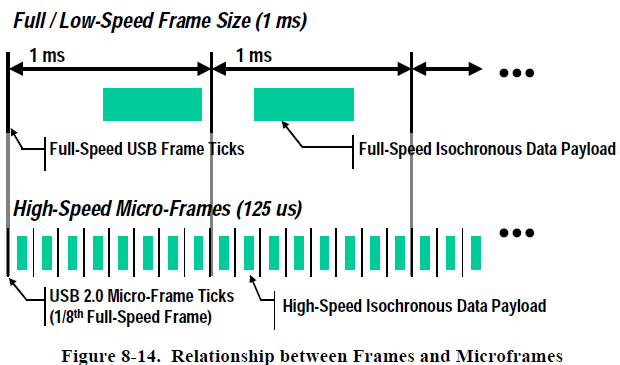 Full / Low-Speed Frame Size (1 ms)
1 ms
1 ms
Full-Speed USB Frame Ticks
Full-Speed Isochronous Data Payload
High-Speed Micro-Frames (125 us)
USB 2.0 Micro-Frame Ticks
(1/8th Full-Speed Frame)
High-Speed Isochronous Data Payload
Figure 8-14. Relationship between Frames and Microframes